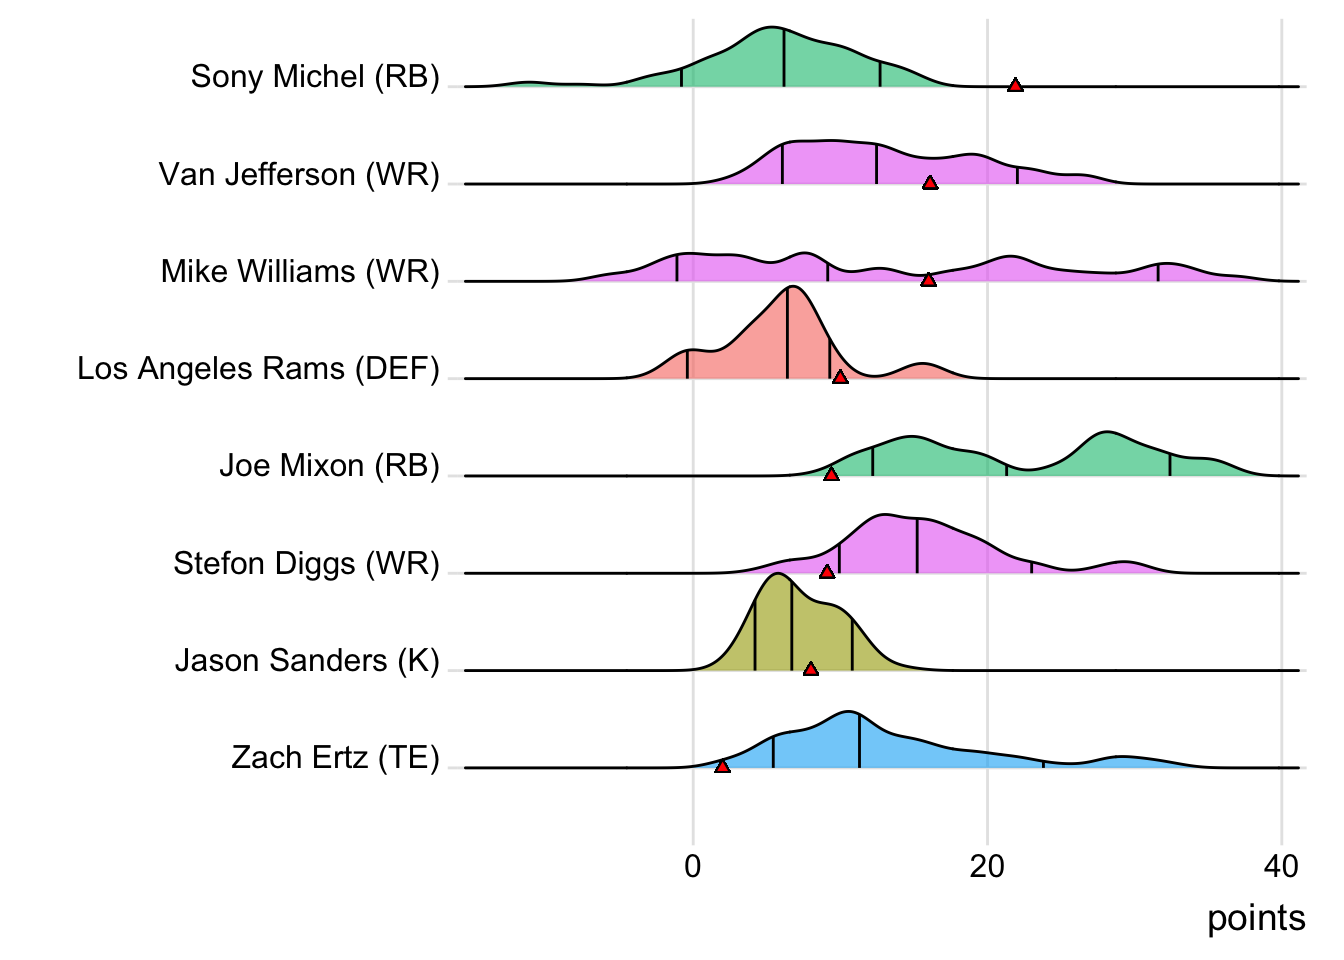 Sony Michel (RB)
Van Jefferson (WR)
Mike Williams (WR)
Los Angeles Rams (DEF)
Joe Mixon (RB)
Stefon Diggs (WR)
Jason Sanders (K)
Zach Ertz (TE)
0 20 40
points